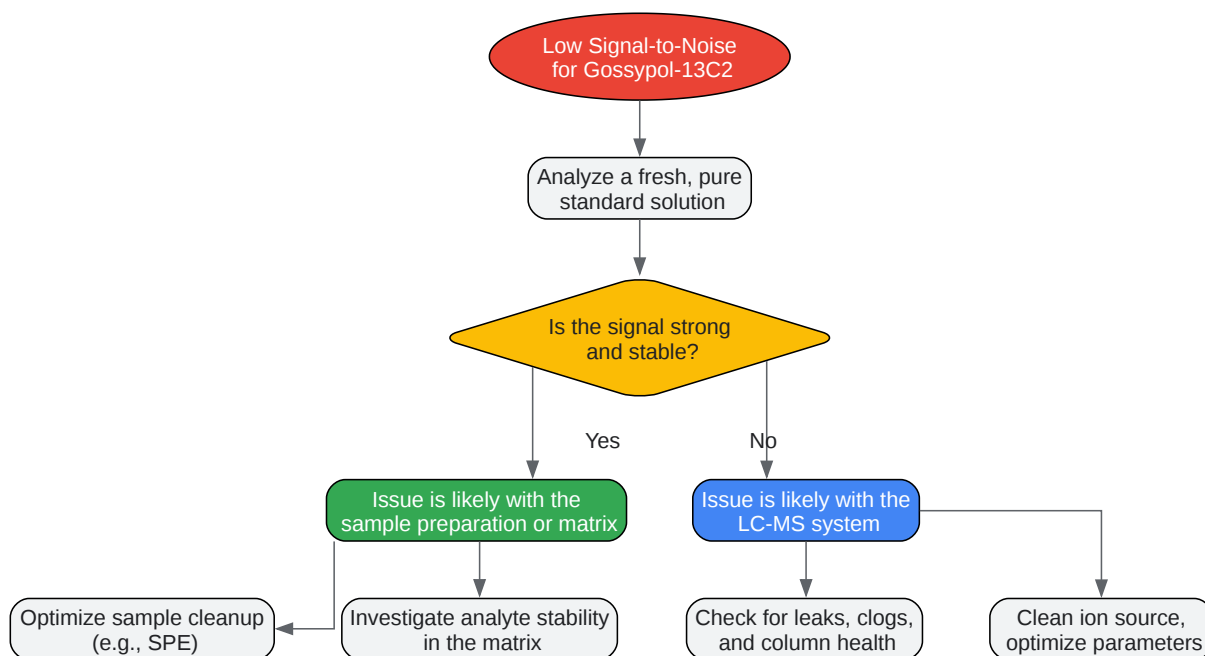 Low Signal-to-Noise
for Gossypol-13C2
Analyze a fresh, pure
standard solution
Is the signal strong
and stable?
Yes
No
Issue is likely with the
sample preparation or matrix
Issue is likely with the
LC-MS system
Optimize sample cleanup
(e.g., SPE)
Investigate analyte stability
in the matrix
Check for leaks, clogs,
and column health
Clean ion source,
optimize parameters